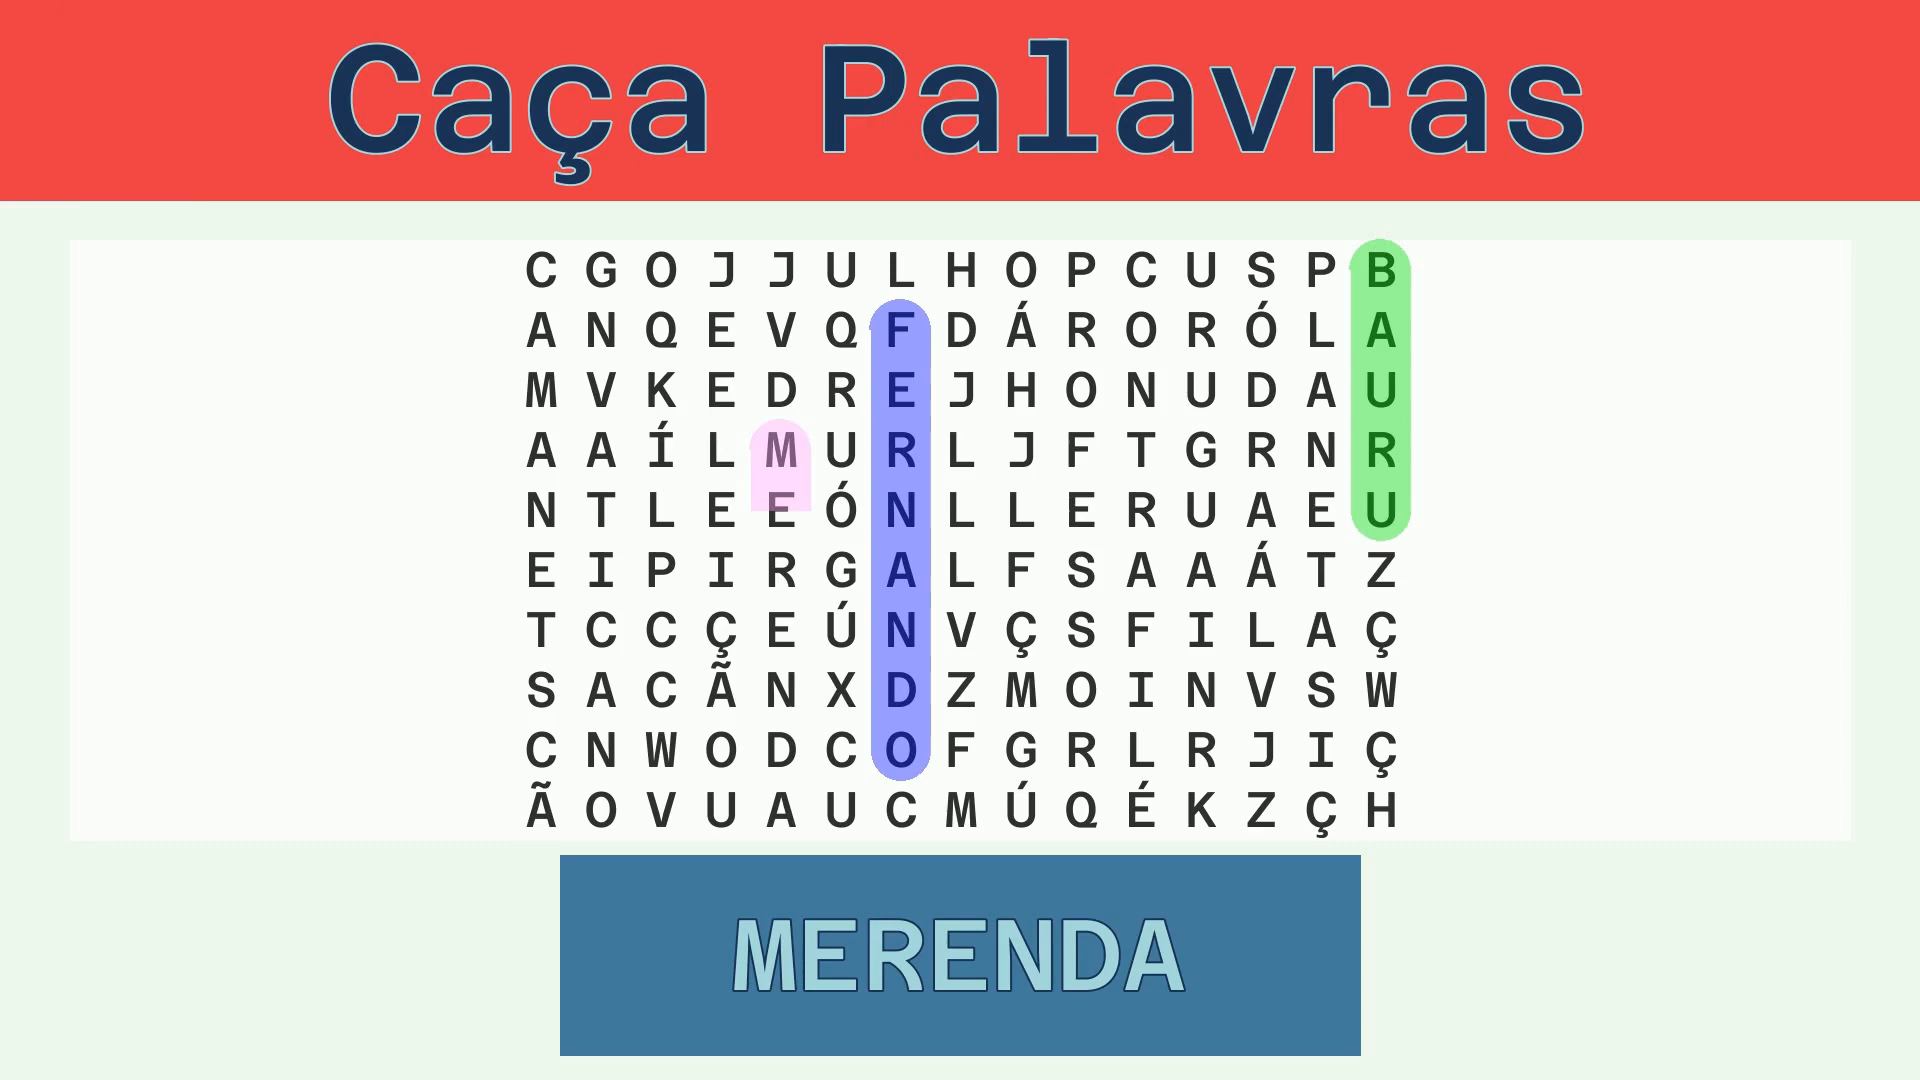 Caça Palavras
C G O J J U L H O P C U S P B
A N Q E V Q F D Á R O R Ó L A
M V K E D R E J H O N U D A U
A A Í L M U R L J F T G R N R
N T L E E Ó N L L E R U A E U
E I P I R G A L F S A A Á T Z
T C C Ç E Ú N V Ç S F I L A Ç
S A C Ã N X D Z M O I N V S W
C N W O D C O F G R L R J I Ç
Ã O V U A U C M Ú Q É K Z Ç H
MERENDA